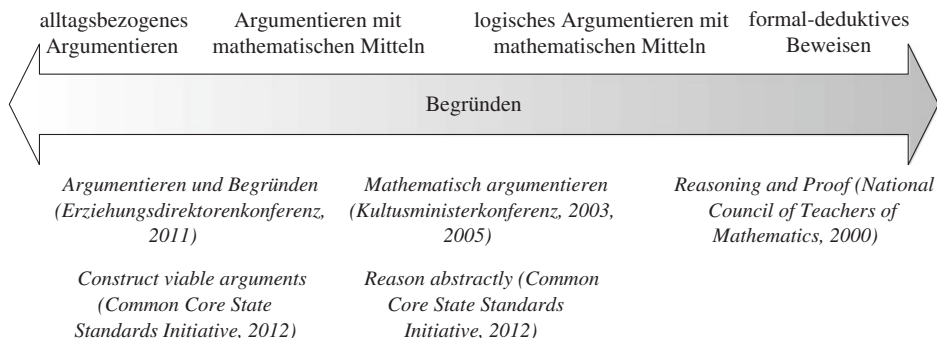 alltagsbezogenes
Argumentieren
Argumentieren mit
mathematischen Mitteln
logisches Argumentieren mit
mathematischen Mitteln
formal-deduktives
Beweisen
Begründen
Argumentieren und Begründen
(Erziehungsdirektorenkonferenz,
2011)
Mathematisch argumentieren
(Kultusministerkonferenz, 2003,
2005)
Reasoning and Proof (National
Council of Teachers of
Mathematics, 2000)
Construct viable arguments
(Common Core State
Standards Initiative, 2012)
Reason abstractly (Common
Core State Standards
Initiative, 2012)